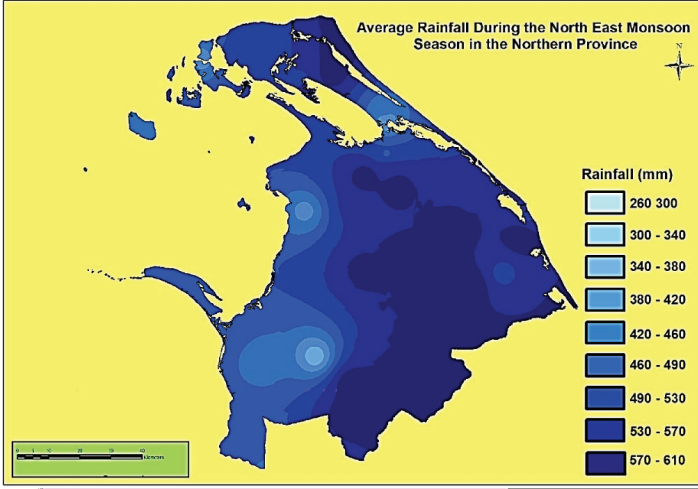 Average Rainfall During the North East Monsoon
Season in the Northern Province
N
Rainfall (mm)
260 300
300 - 340
340 - 380
380 - 420
420 - 460
460 - 490
490 - 530
530 - 570
570 - 610